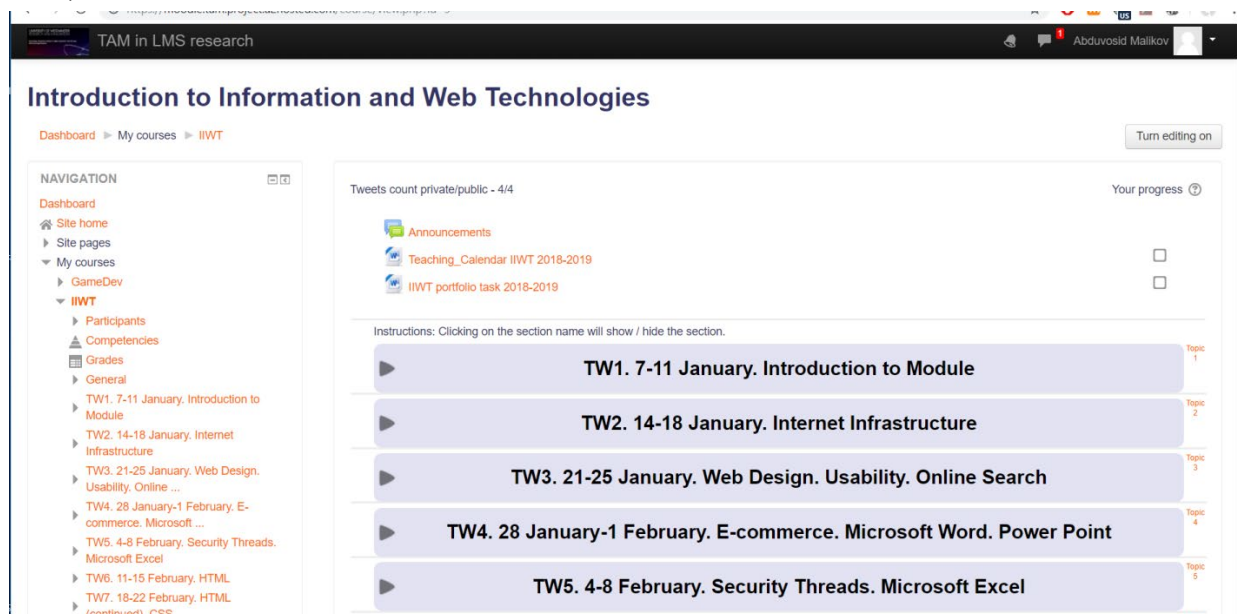 TAM in LMS research
1
Abduvosid Malikov
Introduction to Information and Web Technologies
Dashboard
My courses
IIWT
Turn editing on
NAVIGATION
Dashboard
Site home
Site pages
My courses
GameDev
IIWT
Participants
Competencies
Grades
General
TW1. 7-11 January. Introduction to
Module
TW2. 14-18 January. Internet
Infrastructure
TW3. 21-25 January. Web Design.
Usability. Online ...
TW4. 28 January-1 February. E-
commerce. Microsoft ...
TW5. 4-8 February. Security Threads.
Microsoft Excel
TW6. 11-15 February. HTML
TW7. 18-22 February. HTML
(continued). CSS
Tweets count private/public - 4/4
Your progress
Announcements
Teaching_Calendar IIWT 2018-2019
IIWT portfolio task 2018-2019
Instructions: Clicking on the section name will show / hide the section.
TW1. 7-11 January. Introduction to Module
Topic
1
TW2. 14-18 January. Internet Infrastructure
Topic
2
TW3. 21-25 January. Web Design. Usability. Online Search
Topic
3
TW4. 28 January-1 February. E-commerce. Microsoft Word. Power Point
Topic
4
TW5. 4-8 February. Security Threads. Microsoft Excel
Topic
5